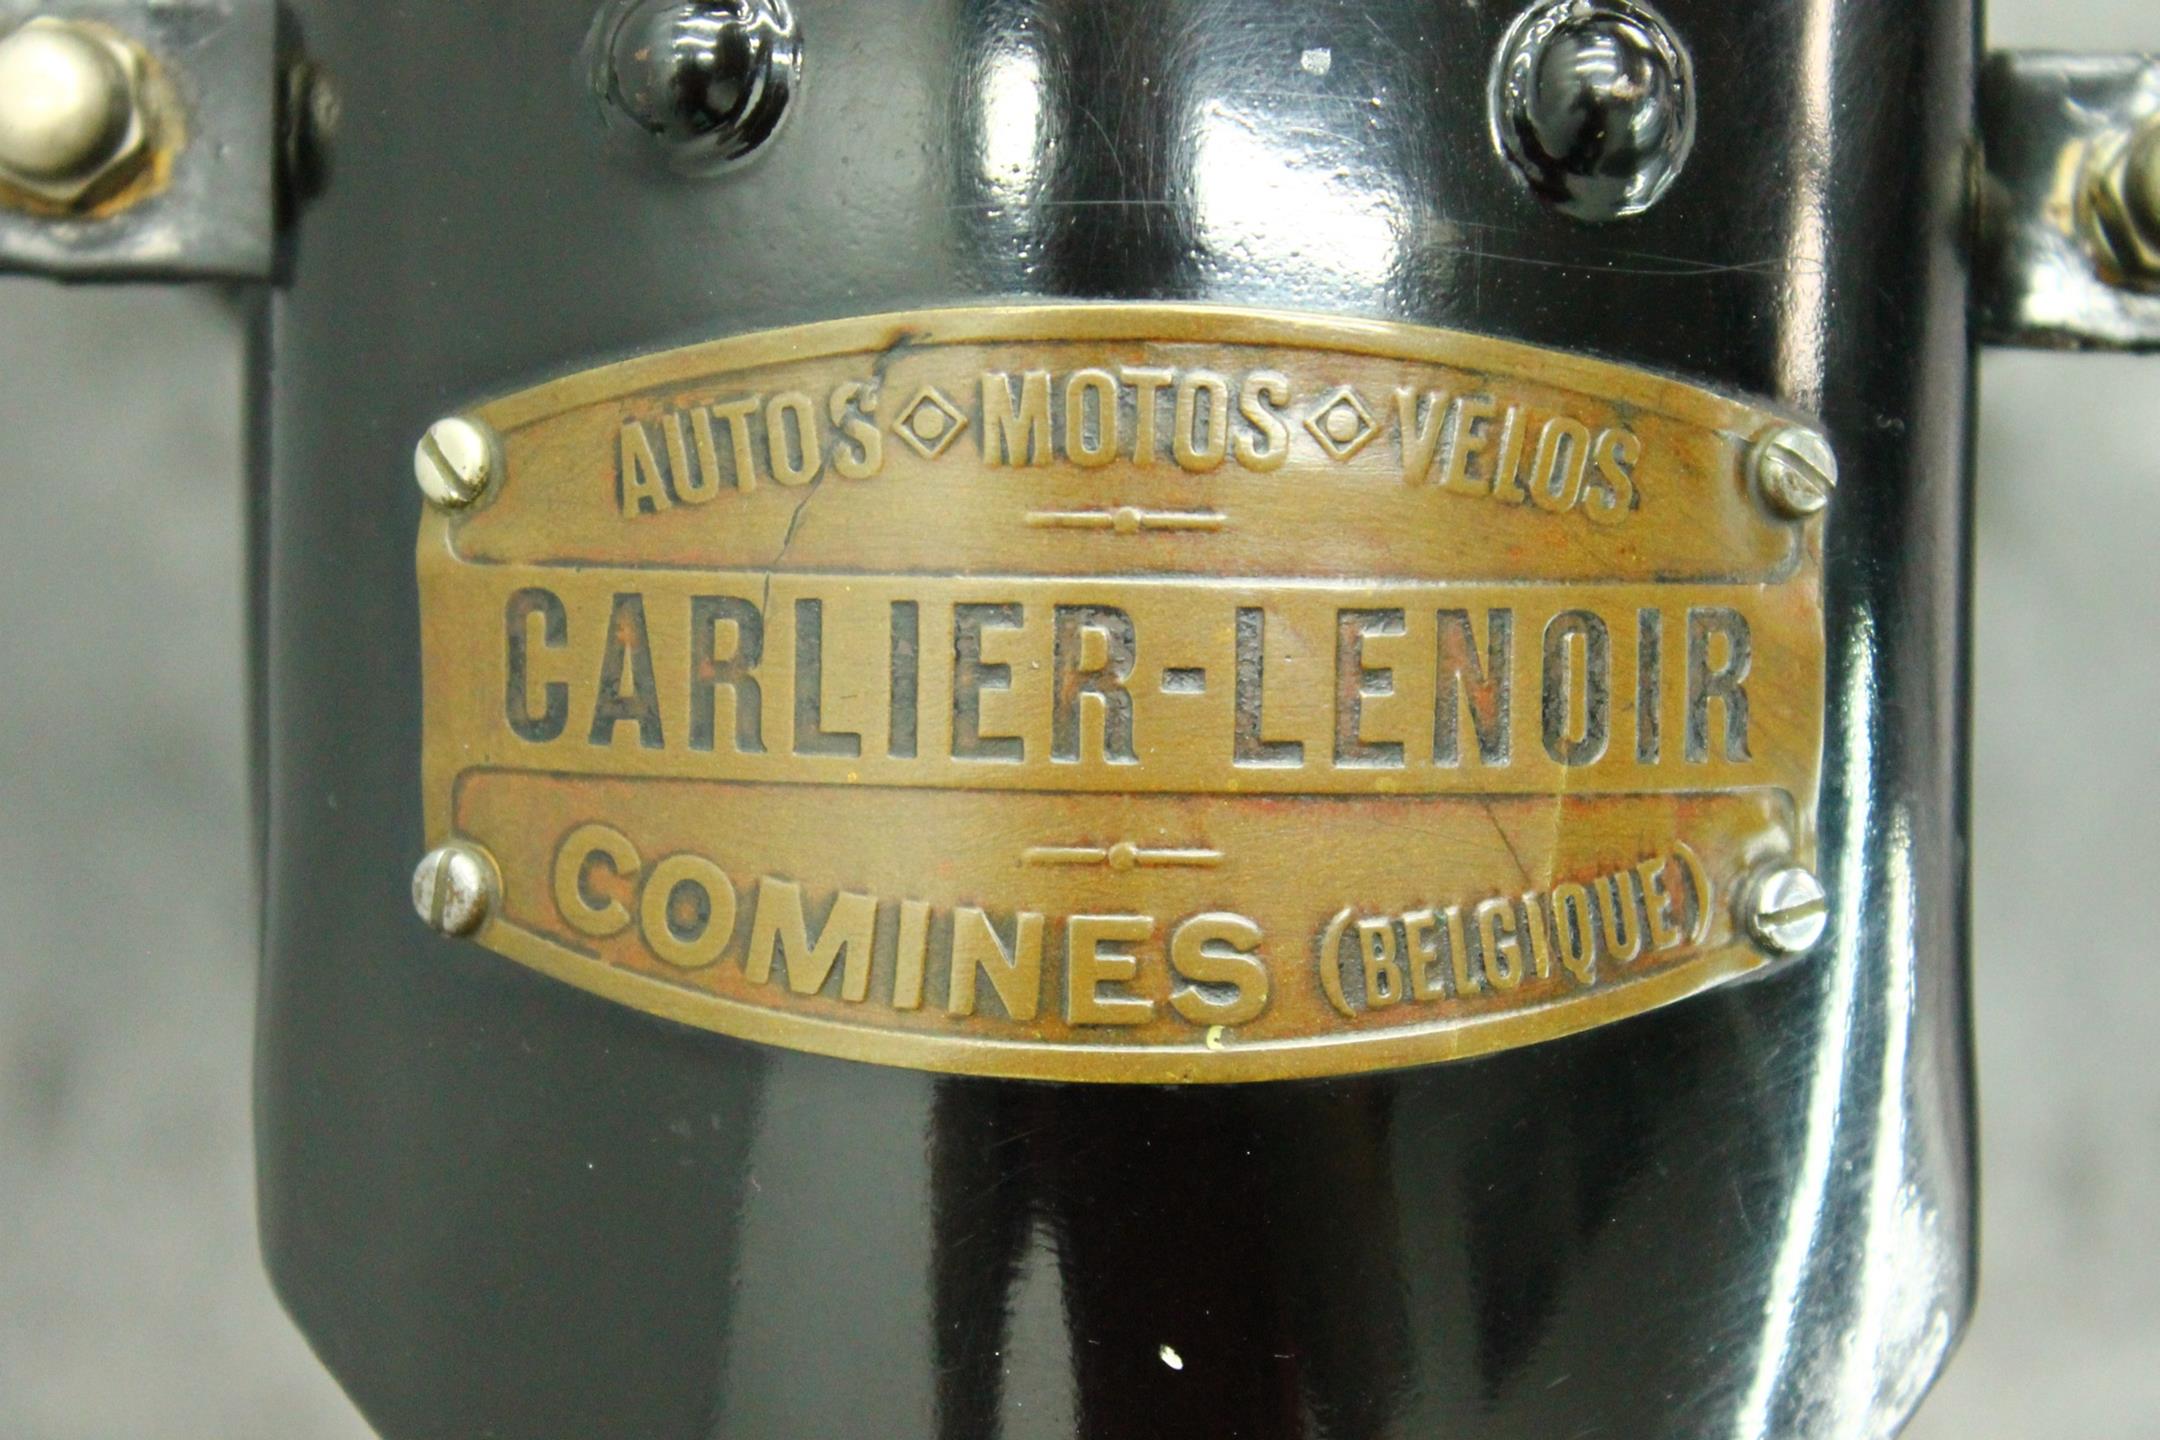 AUTOS MOTOS VELOS
CARLIER-LENOIR
COMINES (BELGIQUE)